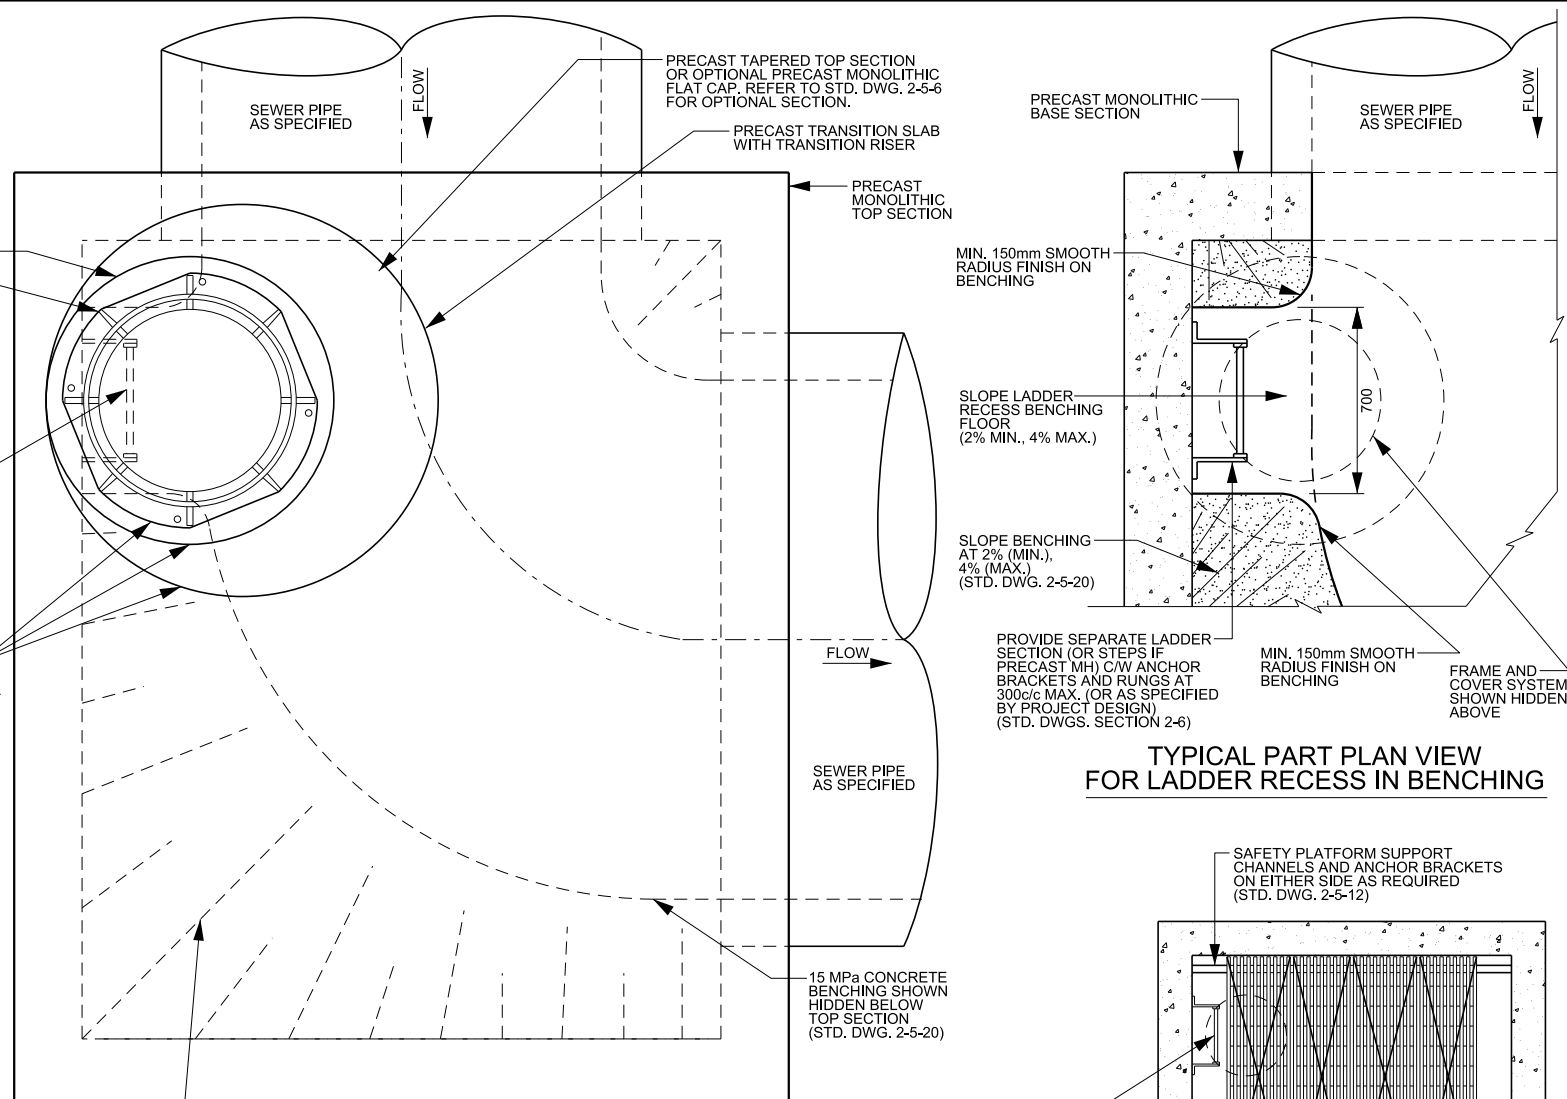 PRECAST TAPERED TOP SECTION
OR OPTIONAL PRECAST MONOLITHIC
FLAT CAP. REFER TO STD. DWG. 2-5-6
FOR OPTIONAL SECTION.
SEWER PIPE
AS SPECIFIED
FLOW
PRECAST TRANSITION SLAB
WITH TRANSITION RISER
PRECAST
MONOLITHIC
TOP SECTION
FLOW
SEWER PIPE
AS SPECIFIED
15 MPa CONCRETE
BENCHING SHOWN
HIDDEN BELOW
TOP SECTION
(STD. DWG. 2-5-20)
PRECAST MONOLITHIC
BASE SECTION
SEWER PIPE
AS SPECIFIED
FLOW
MIN. 150mm SMOOTH
RADIUS FINISH ON
BENCHING
SLOPE LADDER
RECESS BENCHING
FLOOR
(2% MIN., 4% MAX.)
700
SLOPE BENCHING
AT 2% (MIN.),
4% (MAX.)
(STD. DWG. 2-5-20)
PROVIDE SEPARATE LADDER
SECTION (OR STEPS IF
PRECAST MH) C/W ANCHOR
BRACKETS AND RUNGS AT
300c/c MAX. (OR AS SPECIFIED
BY PROJECT DESIGN)
(STD. DWGS. SECTION 2-6)
MIN. 150mm SMOOTH
RADIUS FINISH ON
BENCHING
FRAME AND
COVER SYSTEM
SHOWN HIDDEN
ABOVE
TYPICAL PART PLAN VIEW
FOR LADDER RECESS IN BENCHING
SAFETY PLATFORM SUPPORT
CHANNELS AND ANCHOR BRACKETS
ON EITHER SIDE AS REQUIRED
(STD. DWG. 2-5-12)